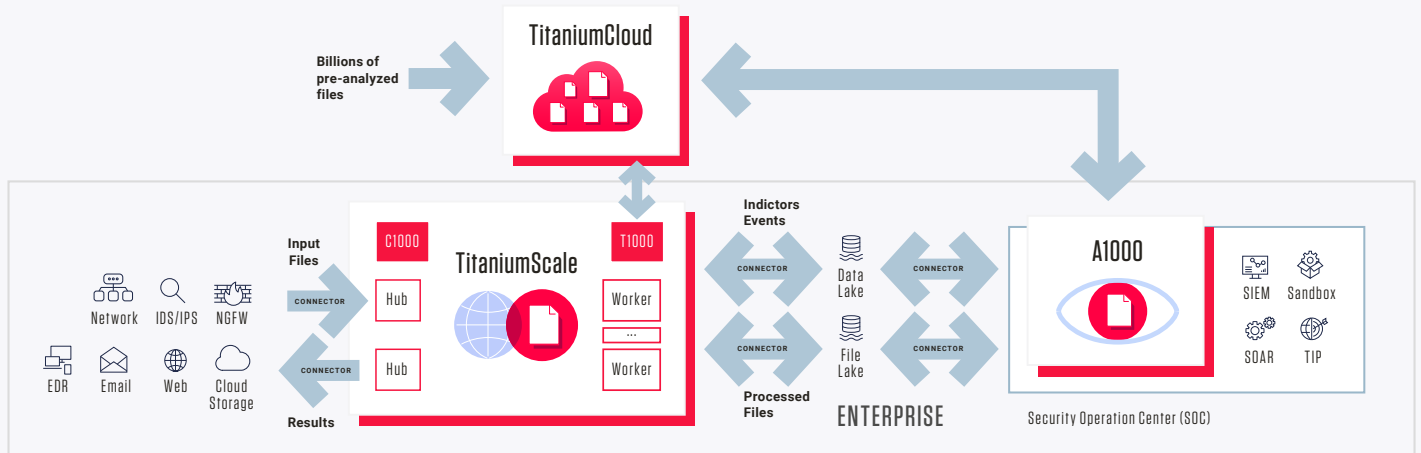 TitaniumCloud
Billions of
pre-analyzed
files
Input
Files
CONNECTOR
CONNECTOR
Results
Network
IDS/IPS
NGFW
EDR
Email
Web
Cloud
Storage
C1000
T1000
TitaniumScale
Hub
Hub
Worker
...
Worker
Indictors
Events
CONNECTOR
CONNECTOR
Processed
Files
Data
Lake
File
Lake
CONNECTOR
CONNECTOR
ENTERPRISE
A1000
SIEM
Sandbox
SOAR
TIP
Security Operation Center (SOC)